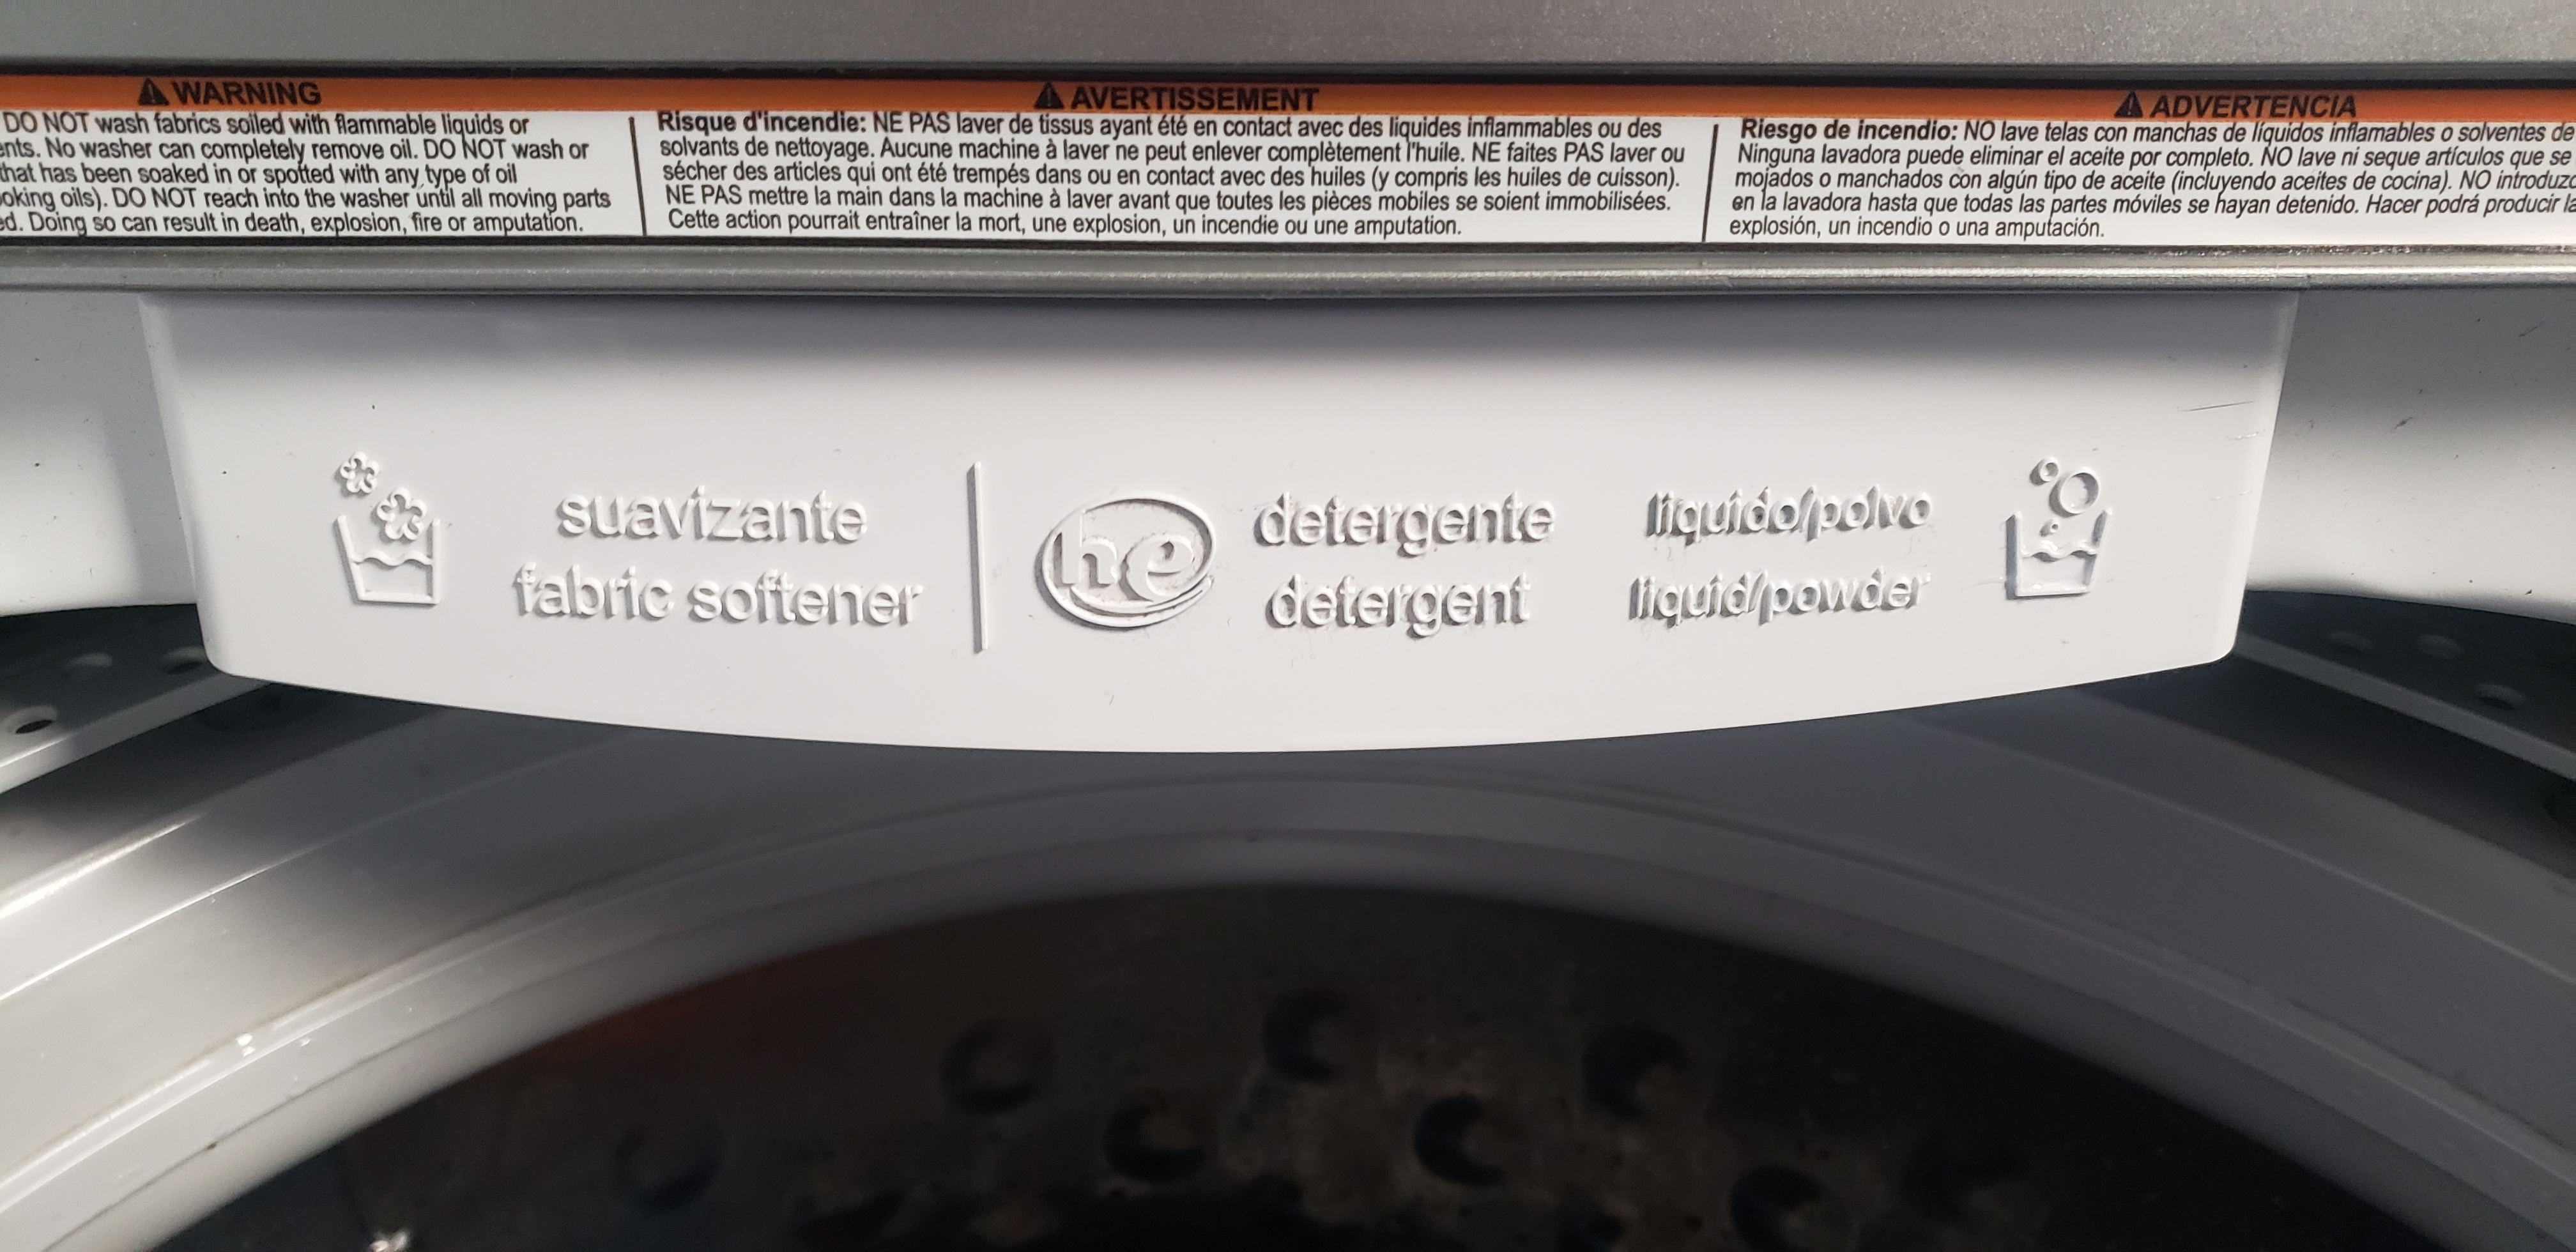 WARNING
DO NOT wash fabrics soiled with flammable liquids or
No washer can completely remove oil. DO NOT wash or
that has been soaked in or spotted with any type of oil
oking oils). DO NOT reach into the washer until all moving parts
Doing so can result in death, explosion, fire or amputation.
AVERTISSEMENT
Risque d'incendie: NE PAS laver de tissus ayant été en contact avec des liquides inflammables ou des
solvants de nettoyage. Aucune machine à laver ne peut enlever complètement l'huile. NE faites PAS laver ou
sécher des articles qui ont été trempés dans ou en contact avec des huiles (y compris les huiles de cuisson).
NE PAS mettre la main dans la machine à laver avant que toutes les pièces mobiles se soient immobilisées.
Cette action pourrait entraîner la mort, une explosion, un incendie ou une amputation.
ADVERTENCIA
Riesgo de incendio: NO lave telas con manchas de líquidos inflamables o solventes de
Ninguna lavadora puede eliminar el aceite por completo. NO lave ni seque artículos que se
mojados o manchados con algún tipo de aceite (incluyendo aceites de cocina). NO introduzc
en la lavadora hasta que todas las partes móviles se hayan detenido. Hacer podrá producir la
explosión, un incendio o una amputación.
suavizante
fabric softener
he
detergente
detergent
líquido/polvo
liquid/powder